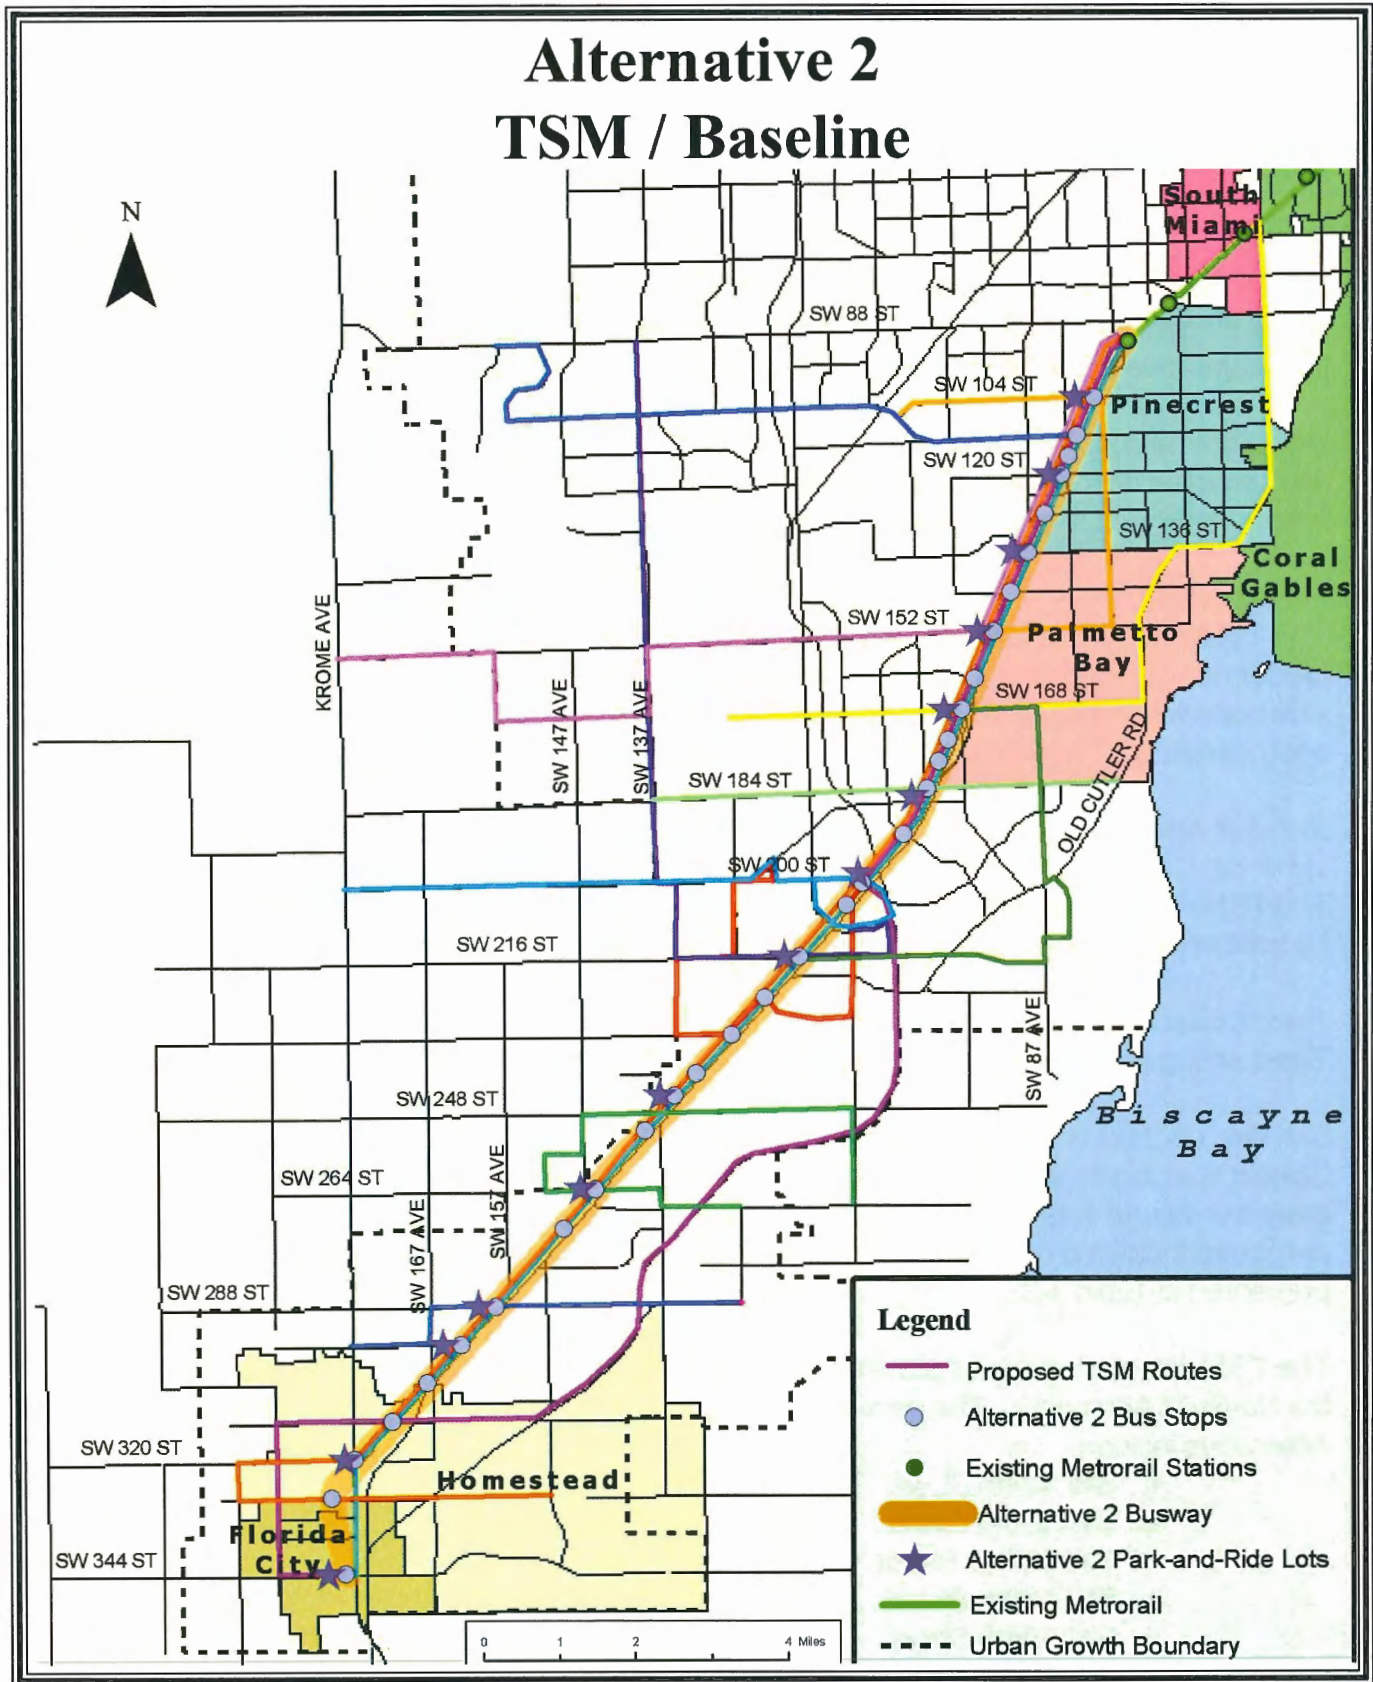 Alternative 2
TSM / Baseline
N
South
Miami
SW 88 ST
SW 104 ST
Pinecrest
SW 120 ST
SW 136 ST
Coral
Gables
KROME AVE
SW 152 ST
Palmetto
Bay
SW 168 ST
SW 147 AVE
SW 137 AVE
OLD CUTLER RD
SW 184 ST
SW 200 ST
SW 216 ST
SW 87 AVE
SW 248 ST
Biscayne
Bay
SW 264 ST
SW 157 AVE
SW 167 AVE
SW 288 ST
SW 320 ST
Homestead
Florida
City
SW 344 ST
Legend
Proposed TSM Routes
Alternative 2 Bus Stops
Existing Metrorail Stations
Alternative 2 Busway
Alternative 2 Park-and-Ride Lots
Existing Metrorail
Urban Growth Boundary
0 1 2 4 Miles